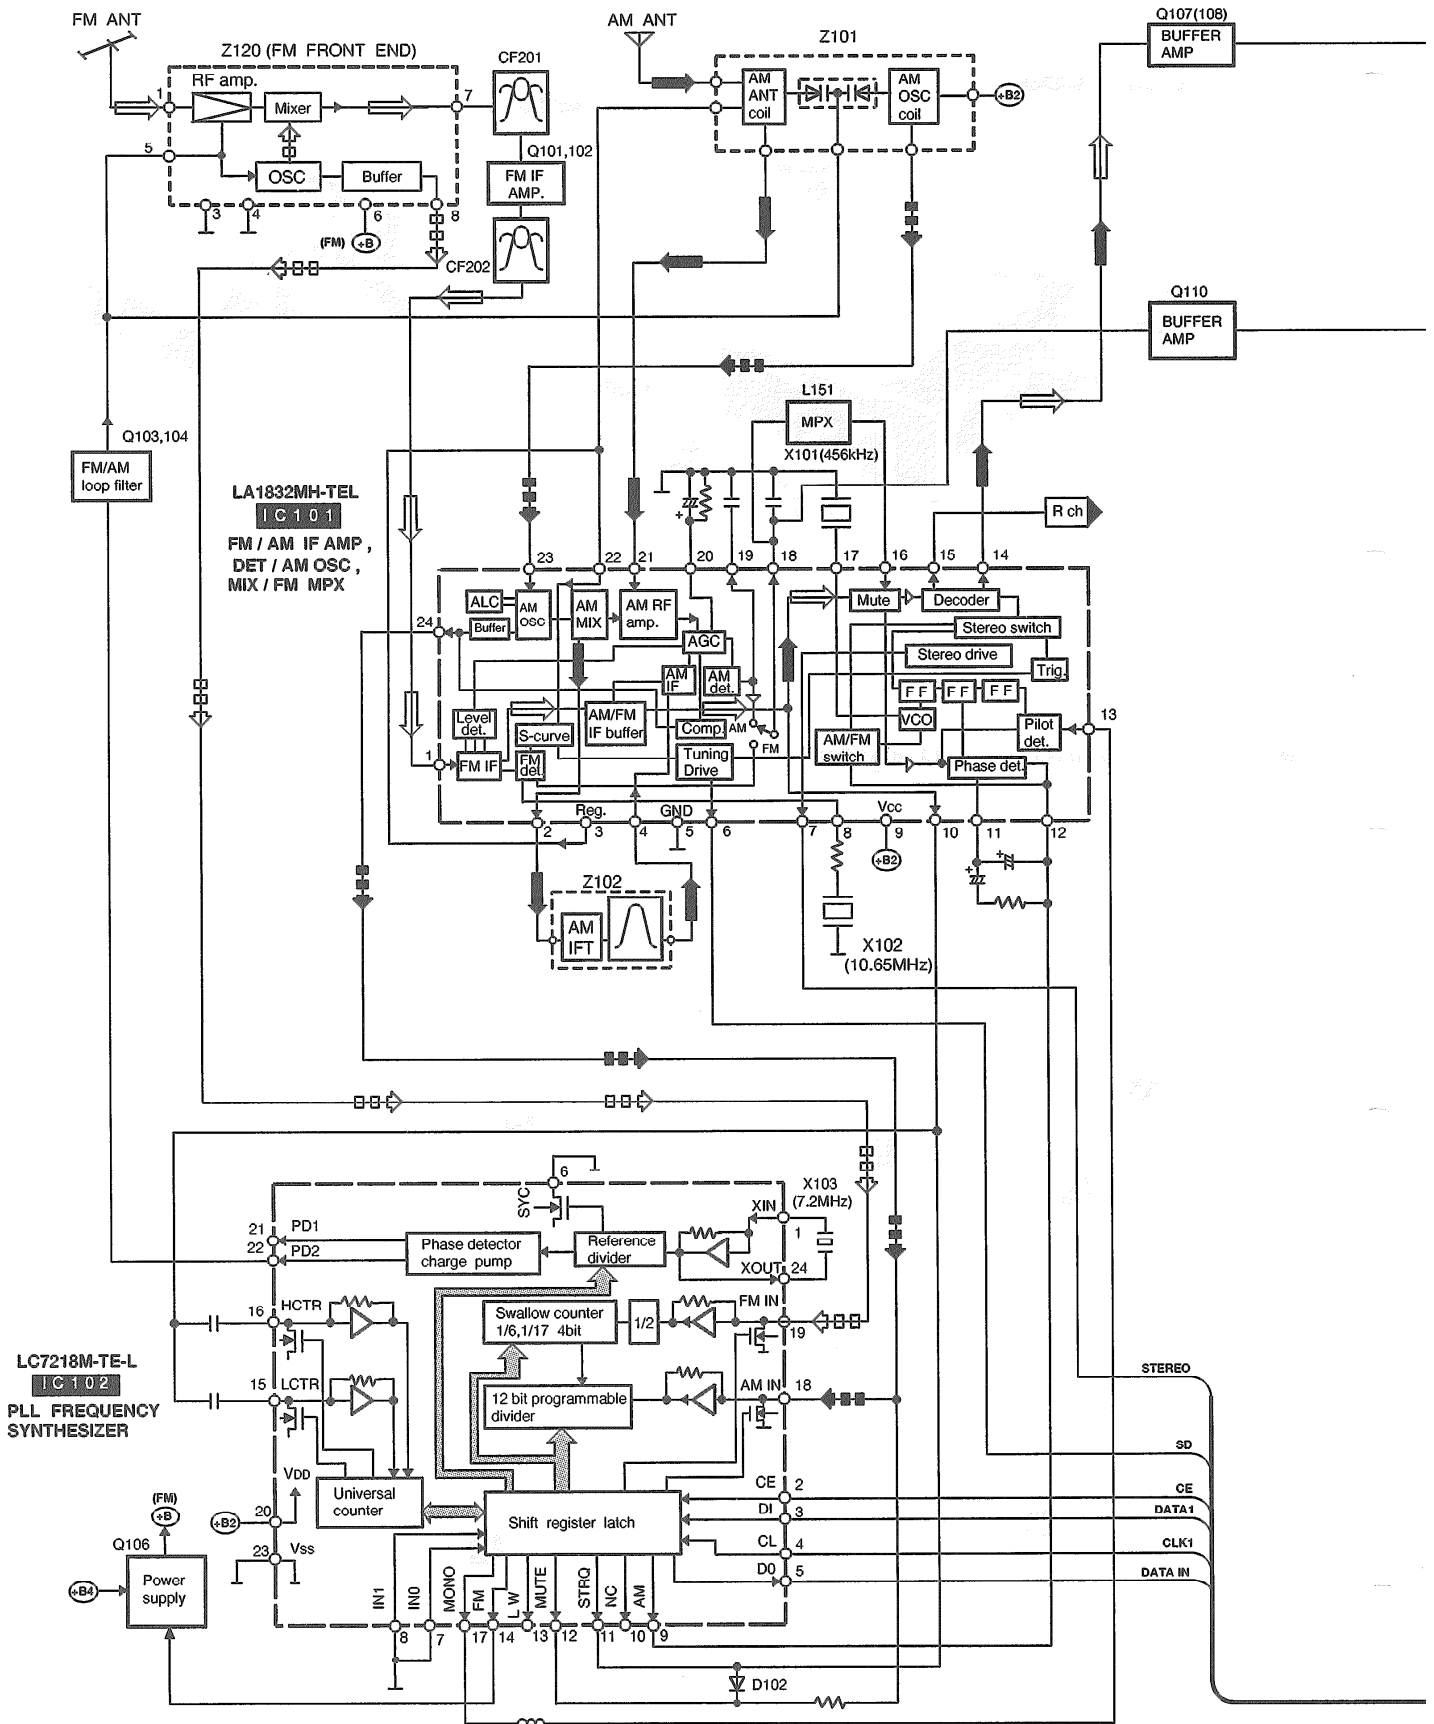 FM ANT
AM ANT
Q107(108)
BUFFER
AMP
Z120 (FM FRONT END)
Z101
RF amp.
Mixer
1
7
5
OSC
Buffer
3
4
6
8
(FM)
+B
CF201
Q101,102
FM IF
AMP.
CF202
AM
ANT
coil
AM
OSC
coil
+B2
Q110
BUFFER
AMP
Q103,104
FM/AM
loop filter
L151
MPX
X101(456kHz)
LA1832MH-TEL
IC101
FM / AM IF AMP ,
DET / AM OSC ,
MIX / FM MPX
R ch
23
22
21
20
19
18
17
16
15
14
ALC
AM
OSC
AM
MIX
AM RF
amp.
Mute
Decoder
24
Buffer
AGC
Stereo switch
Stereo drive
Trig.
AM
IF
AM
det.
FF
FF
FF
Level
det.
AM/FM
IF buffer
Comp.
AM
FM
VCO
Pilot
det.
13
S-curve
AM/FM
switch
1
FM IF
FM
det.
Tuning
Drive
Phase det.
Reg.
GND
Vcc
2
3
4
5
6
7
8
9
10
11
12
+
+
+B2
Z102
AM
IFT
X102
(10.65MHz)
+
6
SYC
X103
(7.2MHz)
XIN
1
21
PD1
22
PD2
Phase detector
charge pump
Reference
divider
XOUT
24
16
HCTR
Swallow counter
1/6,1/17 4bit
1/2
FM IN
19
LC7218M-TE-L
IC102
PLL FREQUENCY
SYNTHESIZER
15
LCTR
12 bit programmable
divider
AM IN
18
STEREO
SD
VDD
Universal
counter
Shift register latch
CE
2
CE
DI
3
DATA1
CL
4
CLK1
D0
5
DATA IN
(FM)
+B
20
+B2
23
Vss
Q106
Power
supply
+B4
IN1
IN0
MONO
FM
LW
MUTE
STRQ
NC
AM
8
7
17
14
13
12
11
10
9
D102